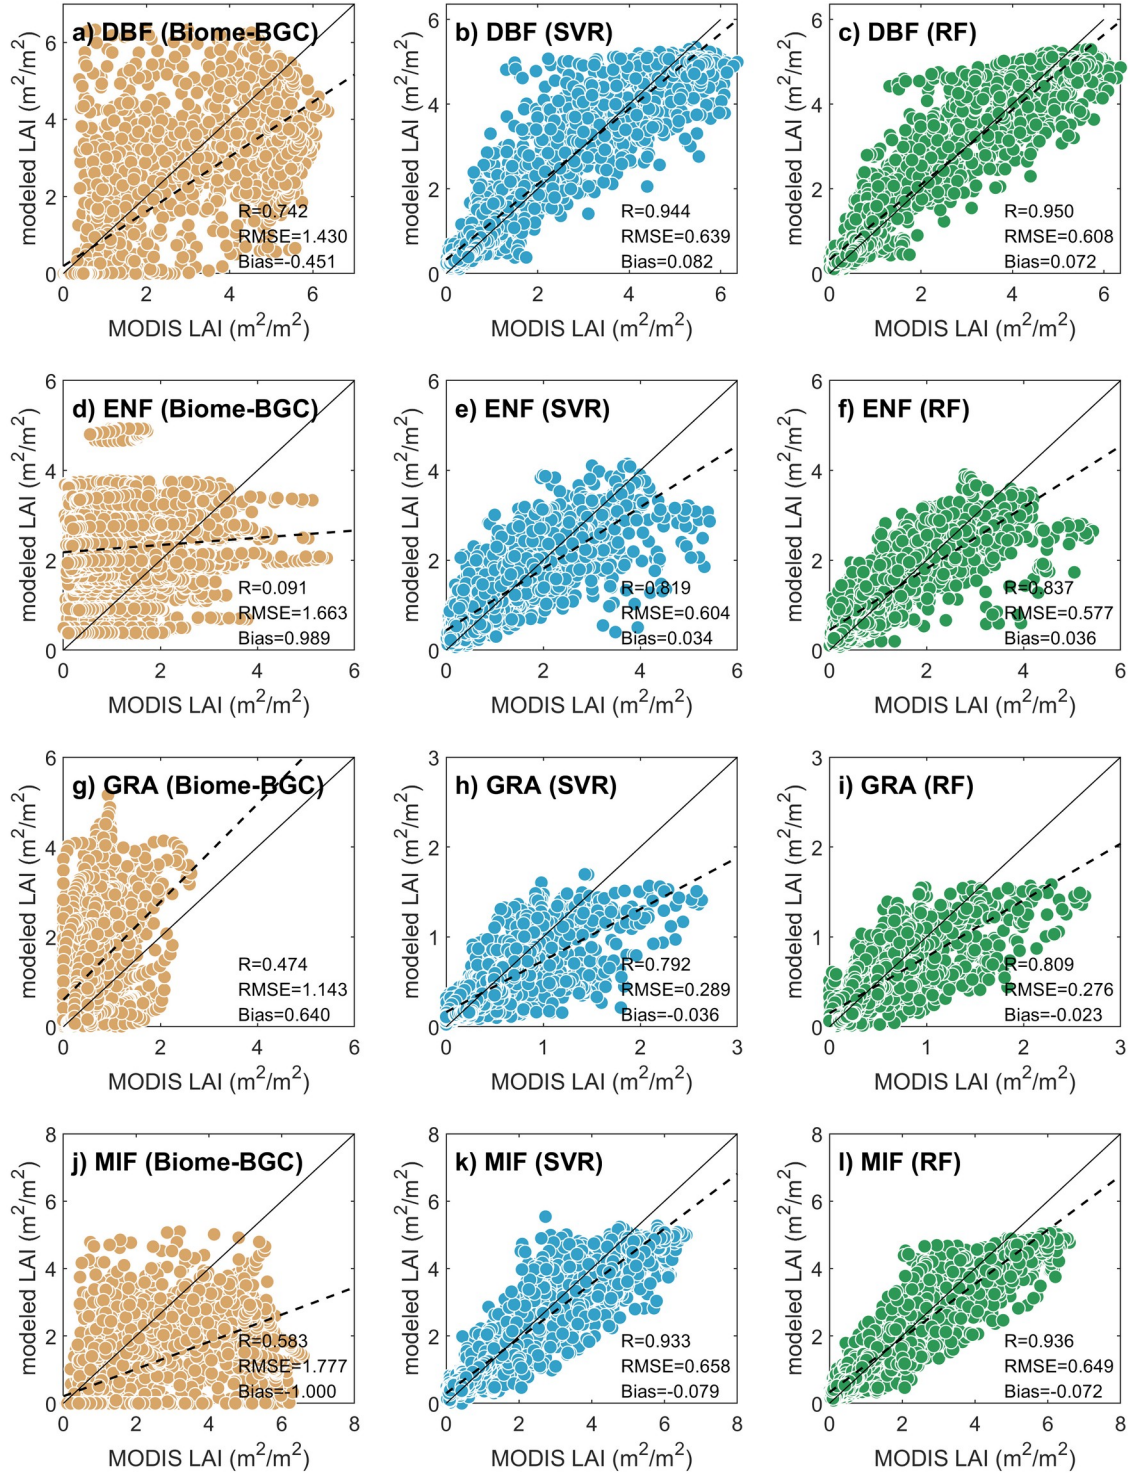 a) DBF (Biome-BGC)
modeled LAI (m²/m²)
6
4
2
0
R=0.742
RMSE=1.430
Bias=-0.451
0 2 4 6
MODIS LAI (m²/m²)
b) DBF (SVR)
modeled LAI (m²/m²)
6
4
2
0
R=0.944
RMSE=0.639
Bias=0.082
0 2 4 6
MODIS LAI (m²/m²)
c) DBF (RF)
modeled LAI (m²/m²)
6
4
2
0
R=0.950
RMSE=0.608
Bias=0.072
0 2 4 6
MODIS LAI (m²/m²)
d) ENF (Biome-BGC)
modeled LAI (m²/m²)
6
4
2
0
R=0.091
RMSE=1.663
Bias=0.989
0 2 4 6
MODIS LAI (m²/m²)
e) ENF (SVR)
modeled LAI (m²/m²)
6
4
2
0
R=0.819
RMSE=0.604
Bias=0.034
0 2 4 6
MODIS LAI (m²/m²)
f) ENF (RF)
modeled LAI (m²/m²)
6
4
2
0
R=0.837
RMSE=0.577
Bias=0.036
0 2 4 6
MODIS LAI (m²/m²)
g) GRA (Biome-BGC)
modeled LAI (m²/m²)
6
4
2
0
R=0.474
RMSE=1.143
Bias=0.640
0 2 4 6
MODIS LAI (m²/m²)
h) GRA (SVR)
modeled LAI (m²/m²)
3
2
1
0
R=0.792
RMSE=0.289
Bias=-0.036
0 1 2 3
MODIS LAI (m²/m²)
i) GRA (RF)
modeled LAI (m²/m²)
3
2
1
0
R=0.809
RMSE=0.276
Bias=-0.023
0 1 2 3
MODIS LAI (m²/m²)
j) MIF (Biome-BGC)
modeled LAI (m²/m²)
8
6
4
2
0
R=0.583
RMSE=1.777
Bias=-1.000
0 2 4 6 8
MODIS LAI (m²/m²)
k) MIF (SVR)
modeled LAI (m²/m²)
8
6
4
2
0
R=0.933
RMSE=0.658
Bias=-0.079
0 2 4 6 8
MODIS LAI (m²/m²)
l) MIF (RF)
modeled LAI (m²/m²)
8
6
4
2
0
R=0.936
RMSE=0.649
Bias=-0.072
0 2 4 6 8
MODIS LAI (m²/m²)